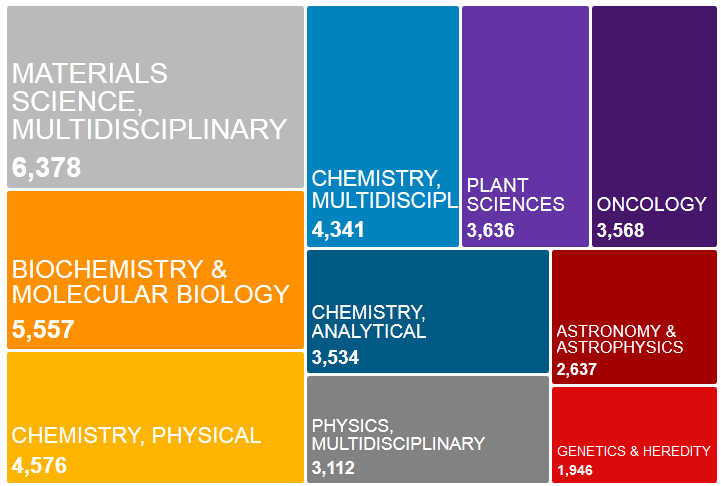 MATERIALS
SCIENCE,
MULTIDISCIPLINARY
6,378
BIOCHEMISTRY &
MOLECULAR BIOLOGY
5,557
CHEMISTRY, PHYSICAL
4,576
CHEMISTRY,
MULTIDISCIPL
4,341
PLANT
SCIENCES
3,636
ONCOLOGY
3,568
CHEMISTRY,
ANALYTICAL
3,534
PHYSICS,
MULTIDISCIPLINARY
3,112
ASTRONOMY &
ASTROPHYSICS
2,637
GENETICS & HEREDITY
1,946